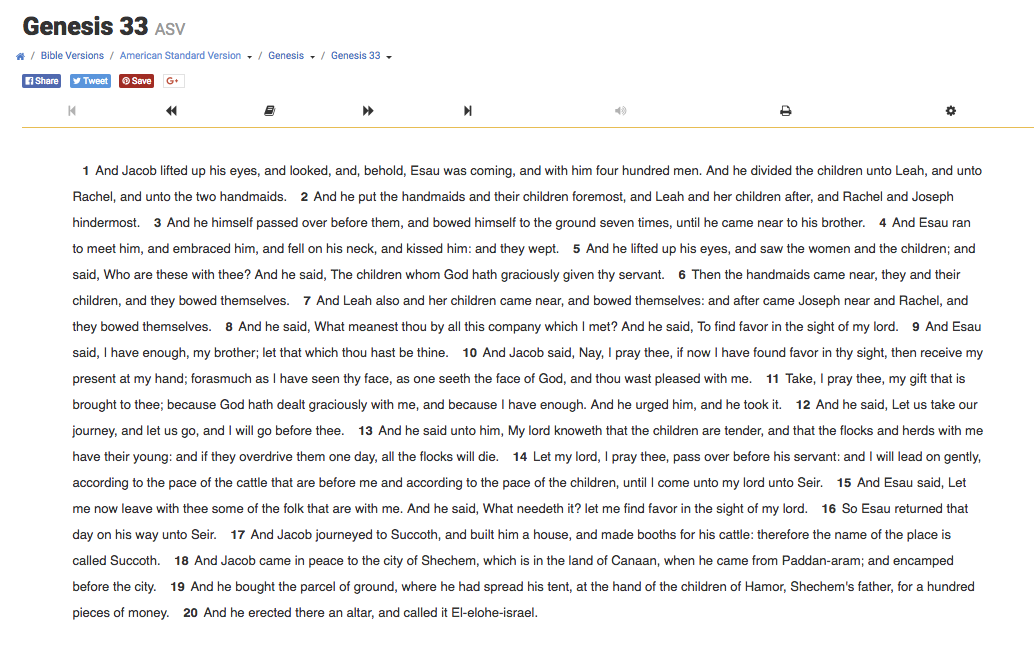 Genesis 33 ASV
/ Bible Versions / American Standard Version / Genesis / Genesis 33
Share Tweet Save G+
1 And Jacob lifted up his eyes, and looked, and, behold, Esau was coming, and with him four hundred men. And he divided the children unto Leah, and unto
Rachel, and unto the two handmaids. 2 And he put the handmaids and their children foremost, and Leah and her children after, and Rachel and Joseph
hindermost. 3 And he himself passed over before them, and bowed himself to the ground seven times, until he came near to his brother. 4 And Esau ran
to meet him, and embraced him, and fell on his neck, and kissed him: and they wept. 5 And he lifted up his eyes, and saw the women and the children; and
said, Who are these with thee? And he said, The children whom God hath graciously given thy servant. 6 Then the handmaids came near, they and their
children, and they bowed themselves. 7 And Leah also and her children came near, and bowed themselves: and after came Joseph near and Rachel, and
they bowed themselves. 8 And he said, What meanest thou by all this company which I met? And he said, To find favor in the sight of my lord. 9 And Esau
said, I have enough, my brother; let that which thou hast be thine. 10 And Jacob said, Nay, I pray thee, if now I have found favor in thy sight, then receive my
present at my hand; forasmuch as I have seen thy face, as one seeth the face of God, and thou wast pleased with me. 11 Take, I pray thee, my gift that is
brought to thee; because God hath dealt graciously with me, and because I have enough. And he urged him, and he took it. 12 And he said, Let us take our
journey, and let us go, and I will go before thee. 13 And he said unto him, My lord knoweth that the children are tender, and that the flocks and herds with me
have their young: and if they overdrive them one day, all the flocks will die. 14 Let my lord, I pray thee, pass over before his servant: and I will lead on gently,
according to the pace of the cattle that are before me and according to the pace of the children, until I come unto my lord unto Seir. 15 And Esau said, Let
me now leave with thee some of the folk that are with me. And he said, What needeth it? let me find favor in the sight of my lord. 16 So Esau returned that
day on his way unto Seir. 17 And Jacob journeyed to Succoth, and built him a house, and made booths for his cattle: therefore the name of the place is
called Succoth. 18 And Jacob came in peace to the city of Shechem, which is in the land of Canaan, when he came from Paddan-aram; and encamped
before the city. 19 And he bought the parcel of ground, where he had spread his tent, at the hand of the children of Hamor, Shechem's father, for a hundred
pieces of money. 20 And he erected there an altar, and called it El-elohe-israel.